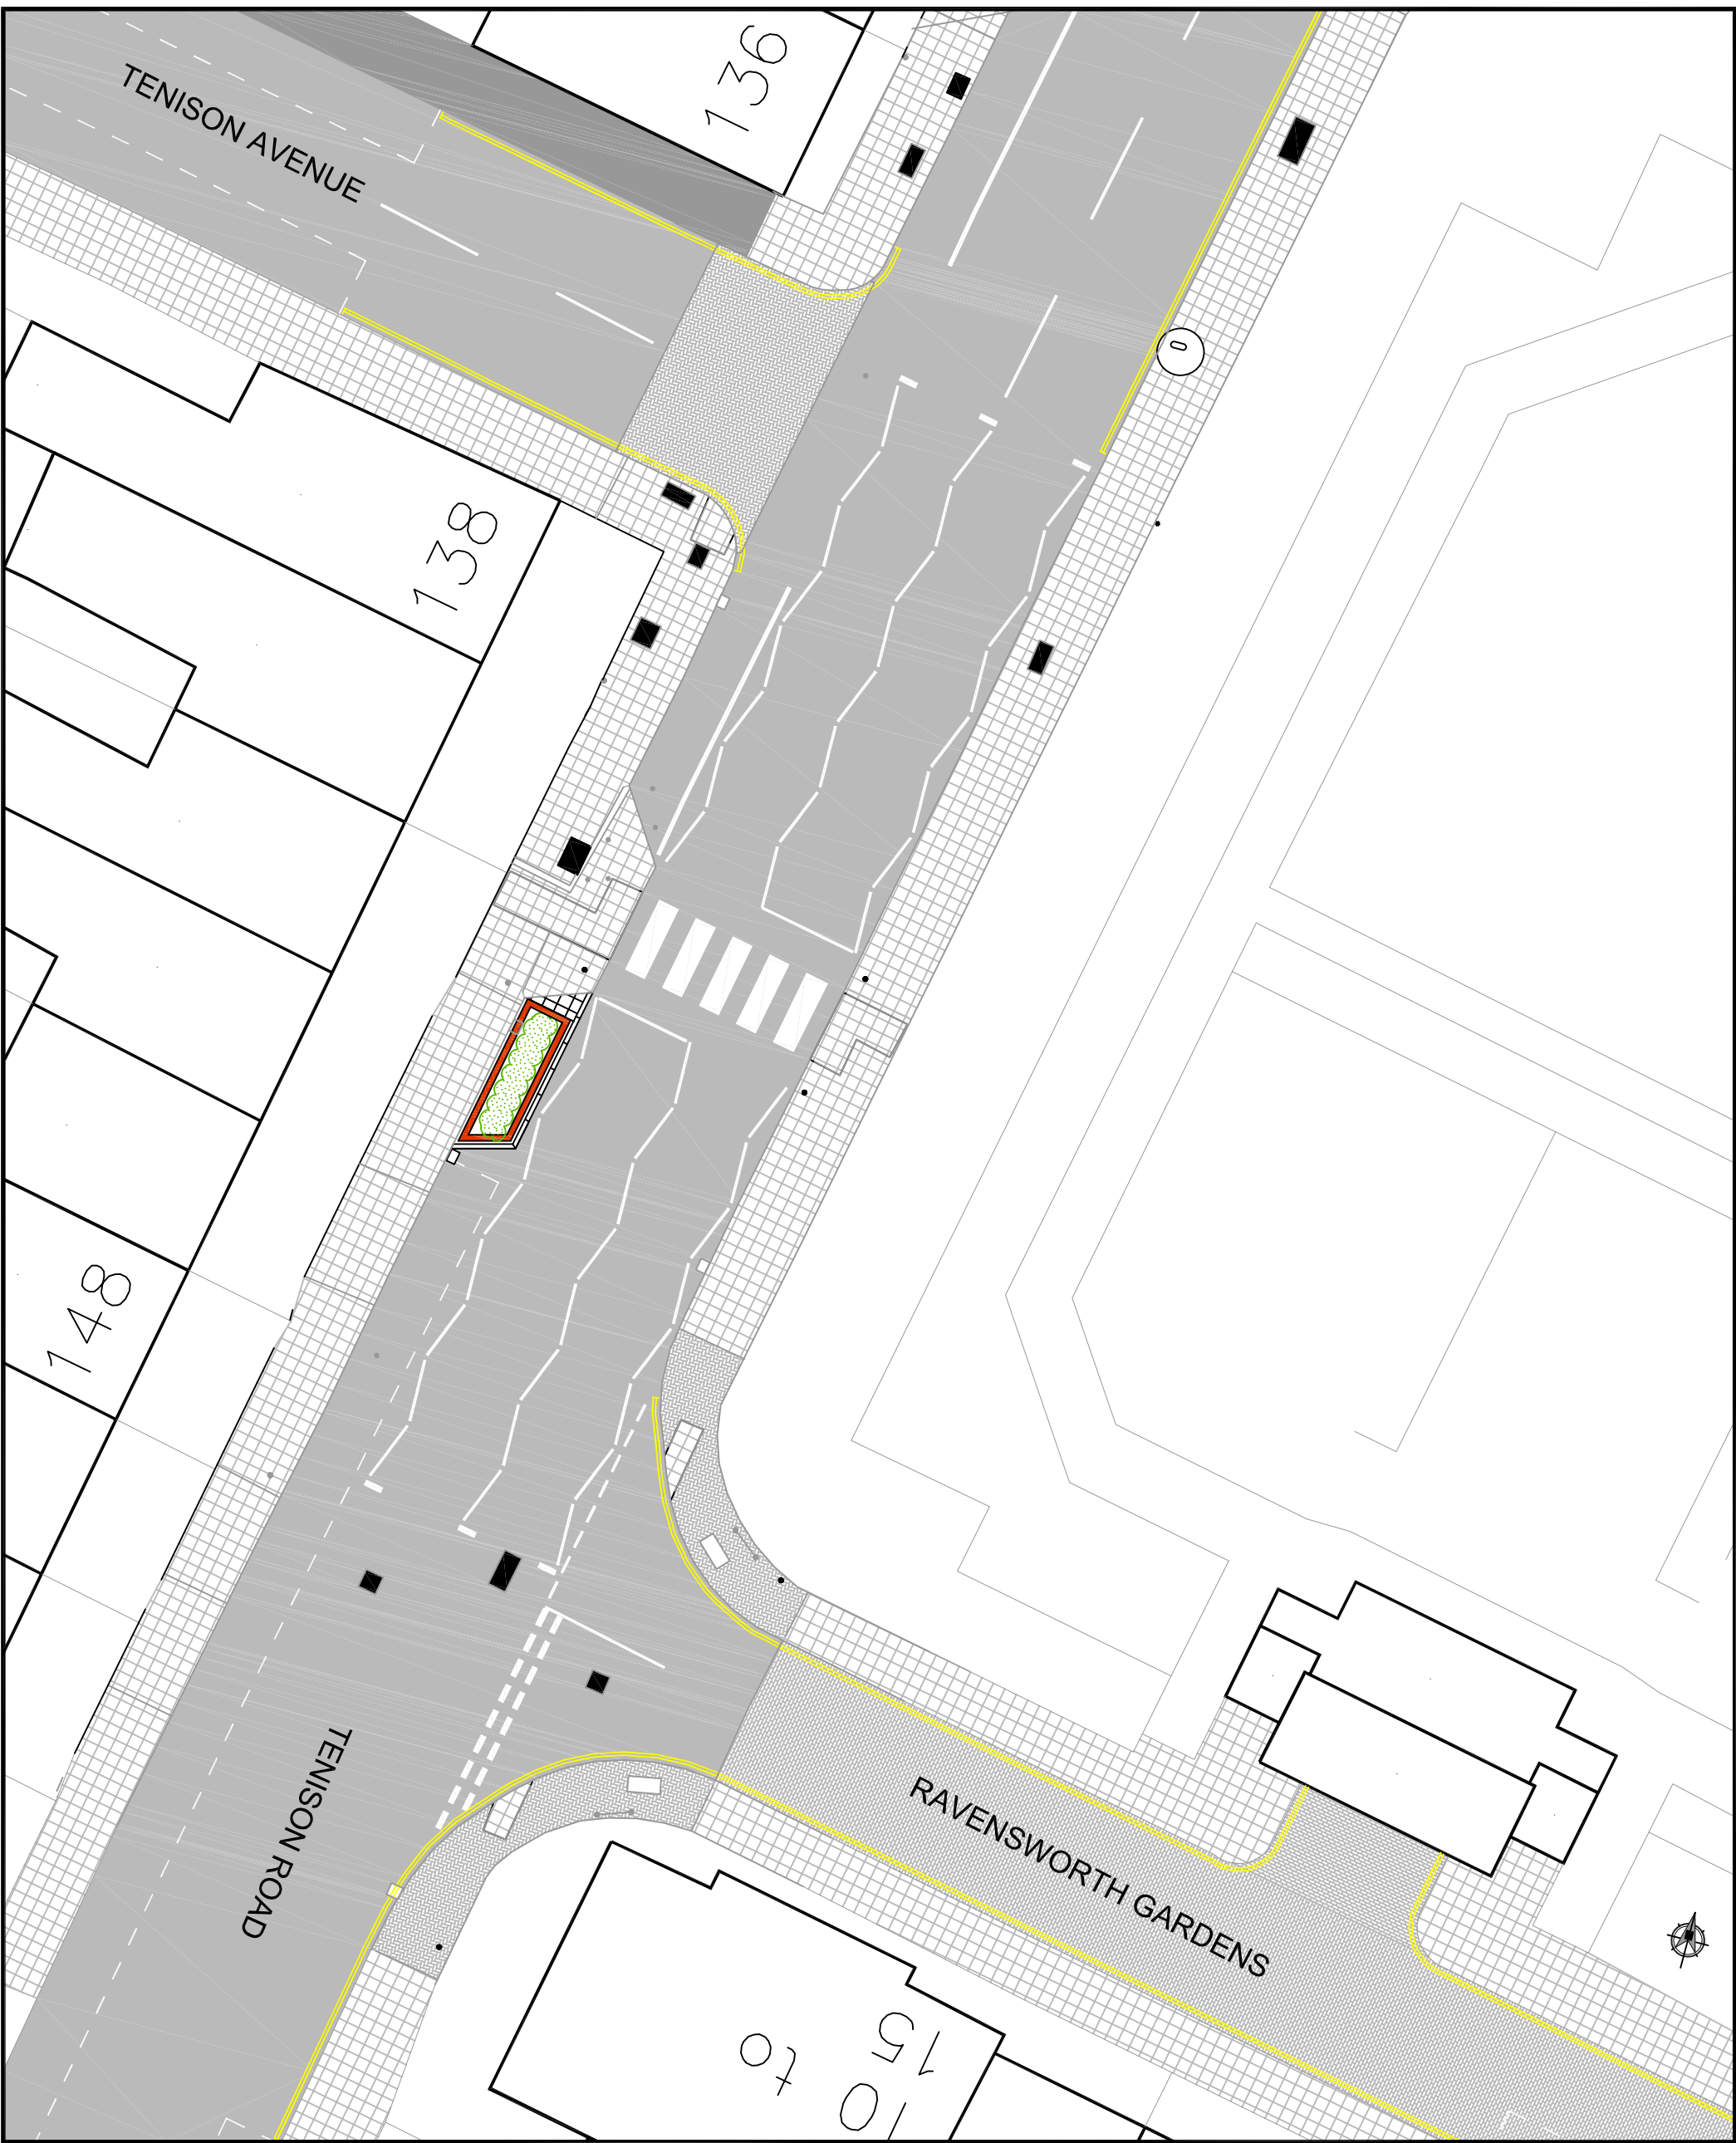 136
TENISON AVENUE
138
148
TENISON ROAD
RAVENSWORTH GARDENS
10
to
15